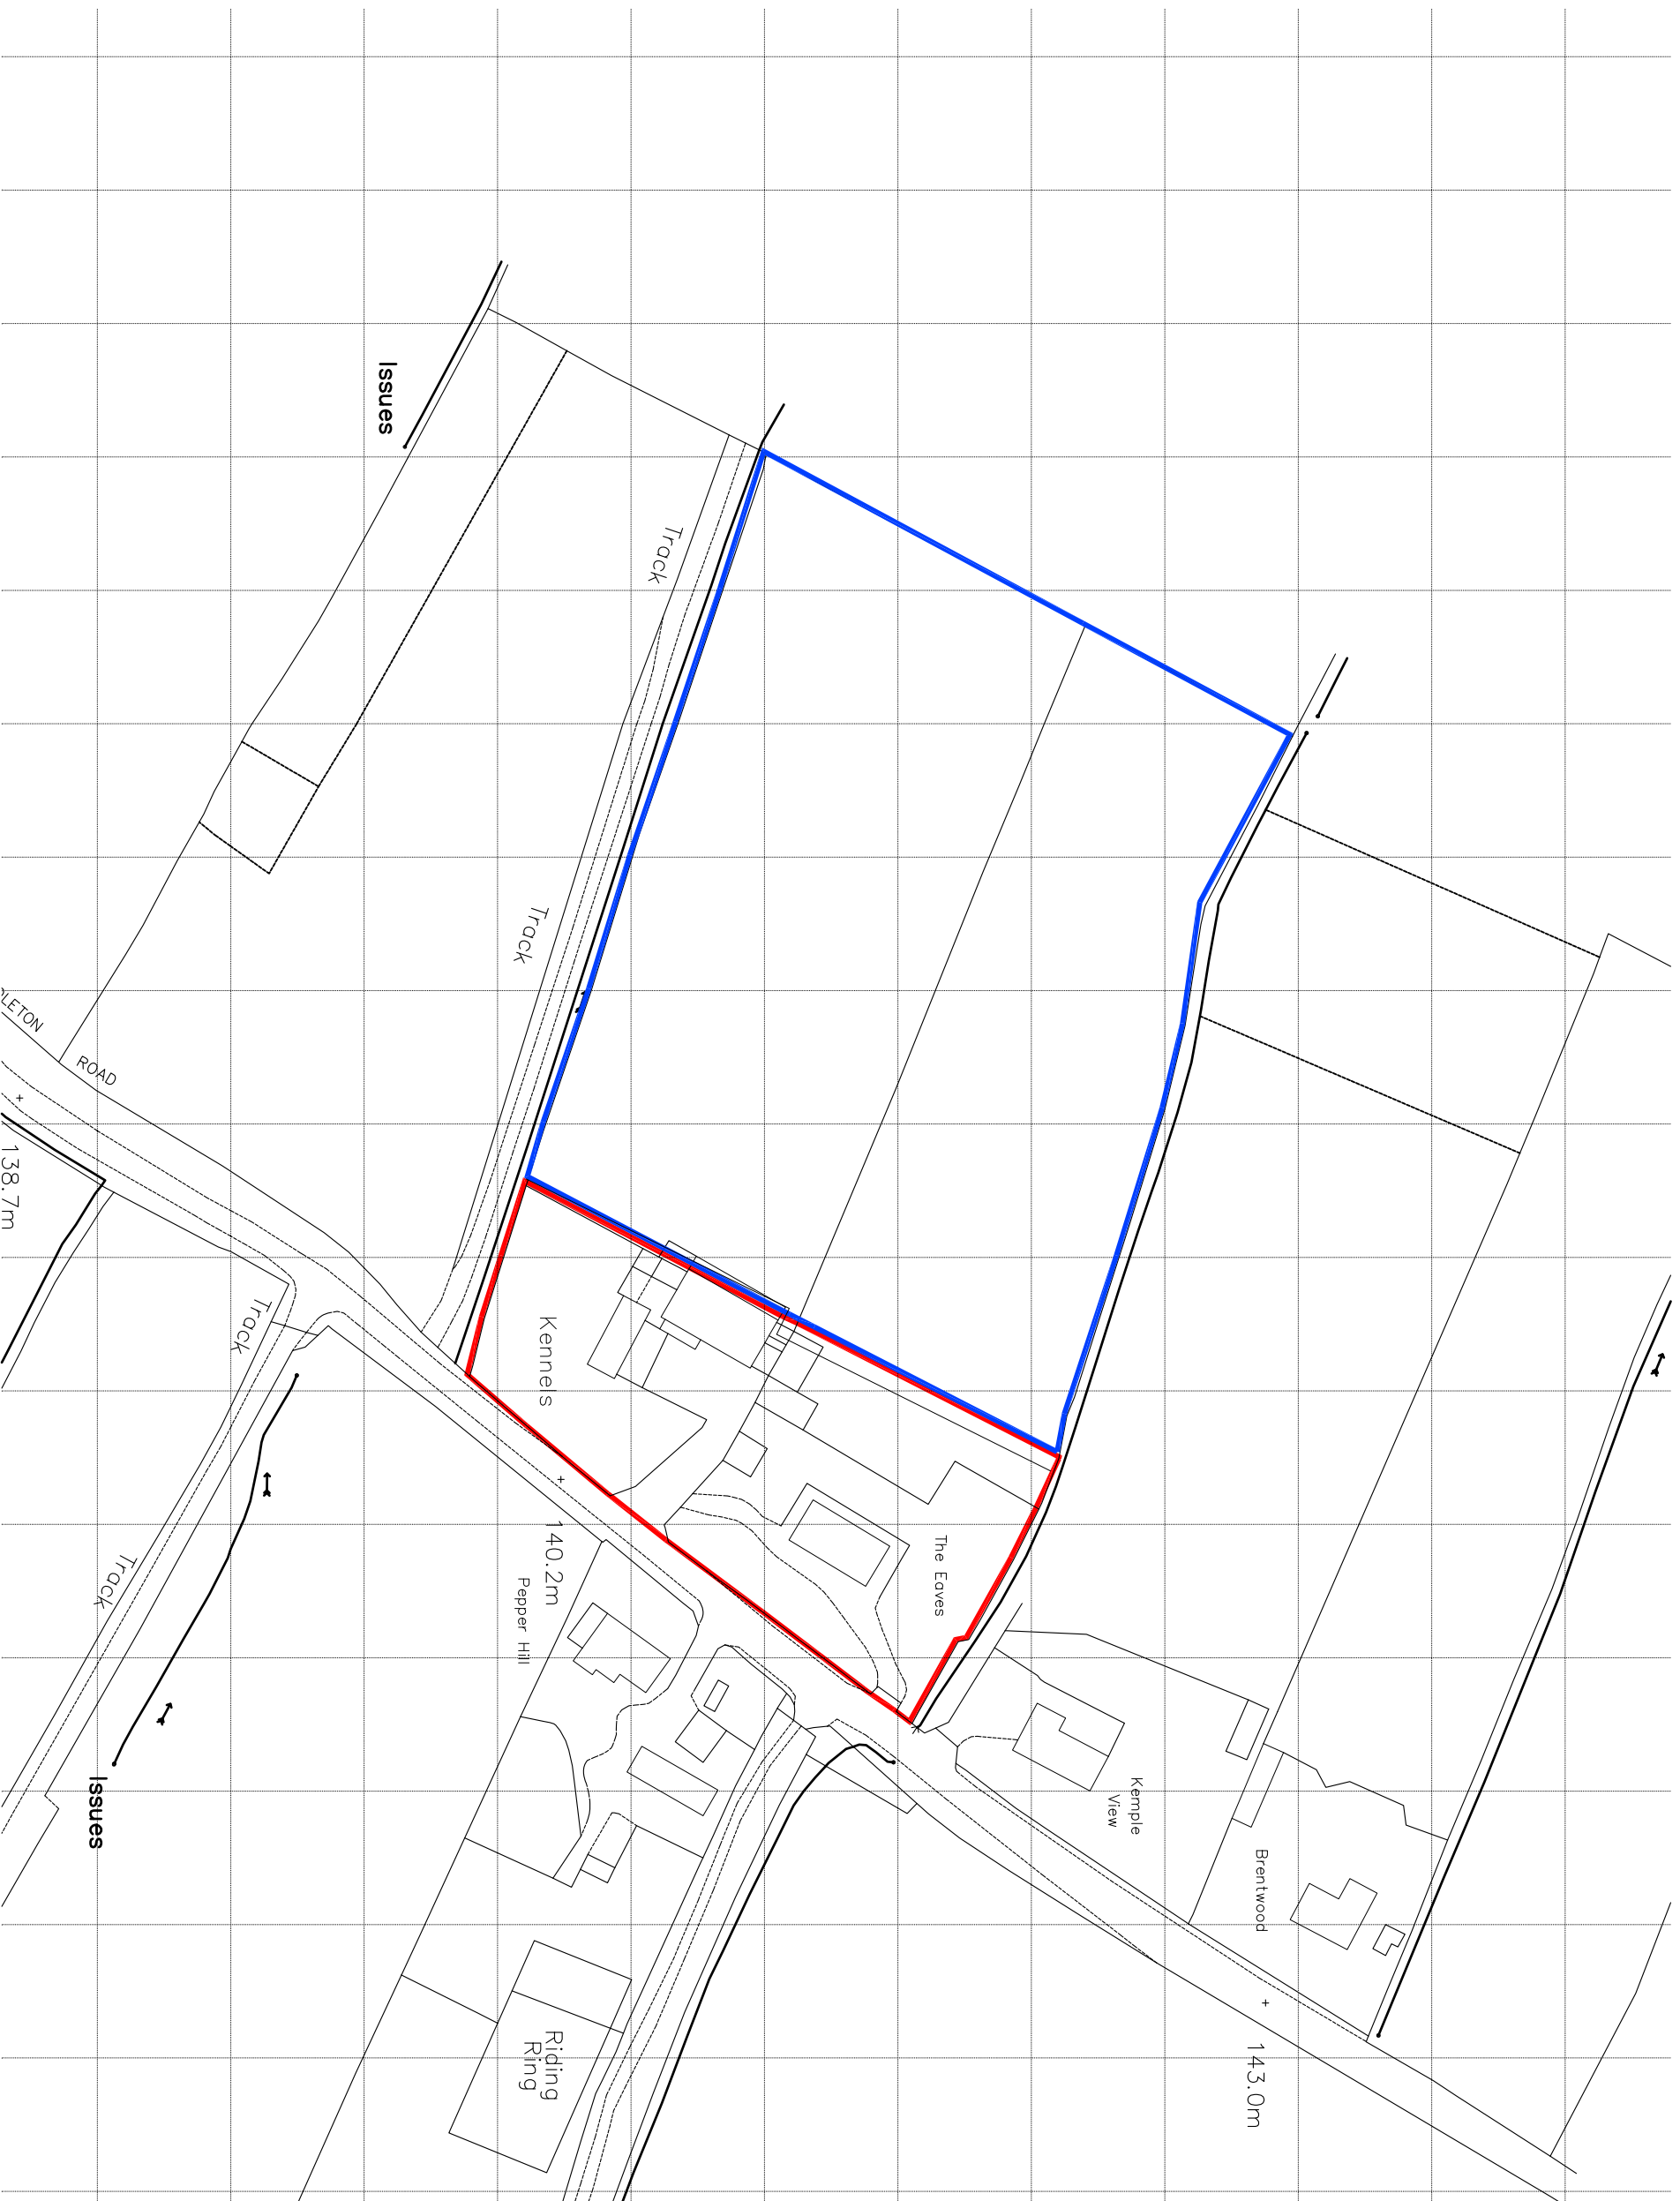 Issues
Track
Track
LETON
ROAD
138.7m
Track
Kennels
140.2m
Pepper Hill
The Eaves
Track
Issues
Kemple
View
Brentwood
Riding
Ring
143.0m